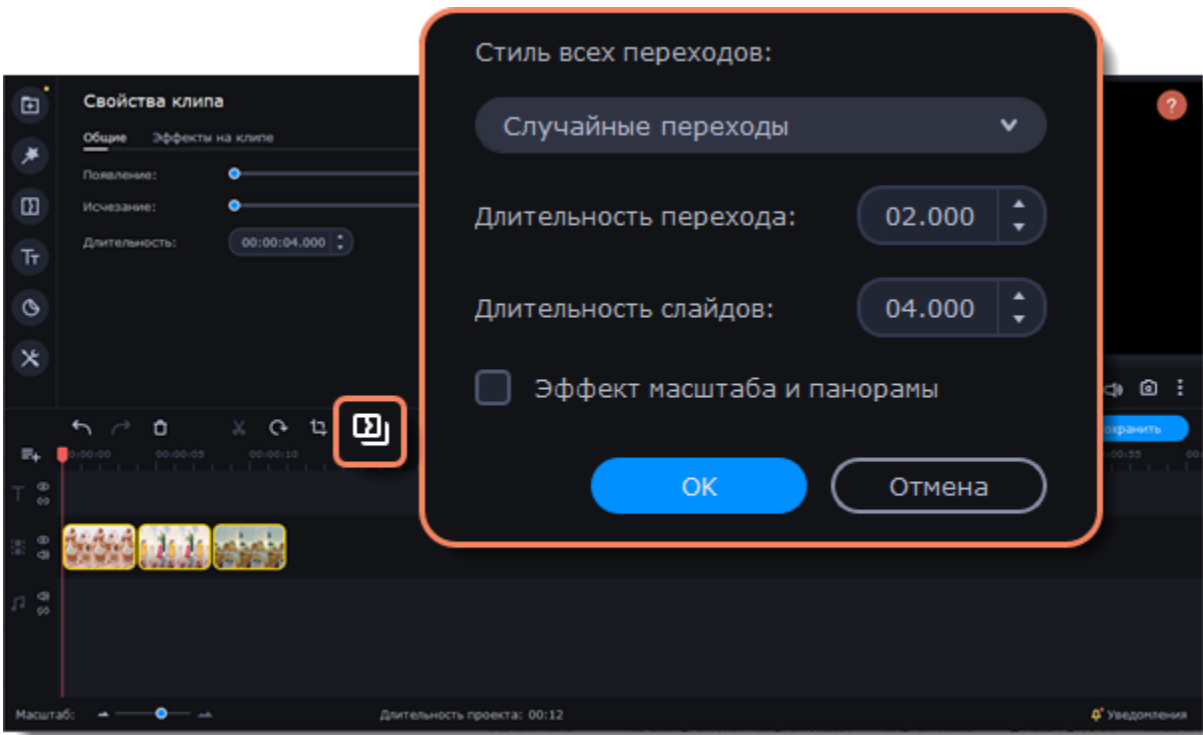 Стиль всех переходов:
Случайные переходы
Длительность перехода: 02.000
Длительность слайдов: 04.000
Эффект масштаба и панорамы
OK Отмена
Свойства клипа
Общие Эффекты на клипе
Появление:
Исчезание:
Длительность: 00:00:04.000
?
охранить
0:00:00 00:00:05 00:00:10 :00:55 00:
Масштаб: Длительность проекта: 00:12 Уведомления